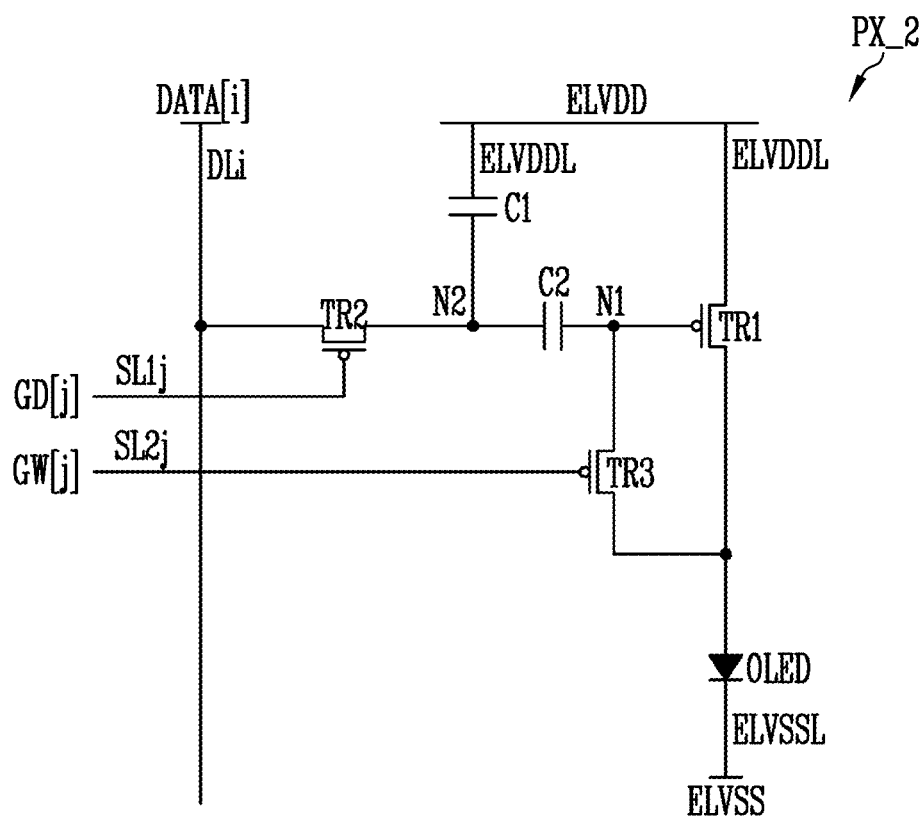 PX_2
DATA[i]
ELVDD
DLi
ELVDDL
ELVDDL
C1
C2
N2
N1
TR2
TR1
SL1j
GD[j]
SL2j
GW[j]
TR3
OLED
ELVSSL
ELVSS